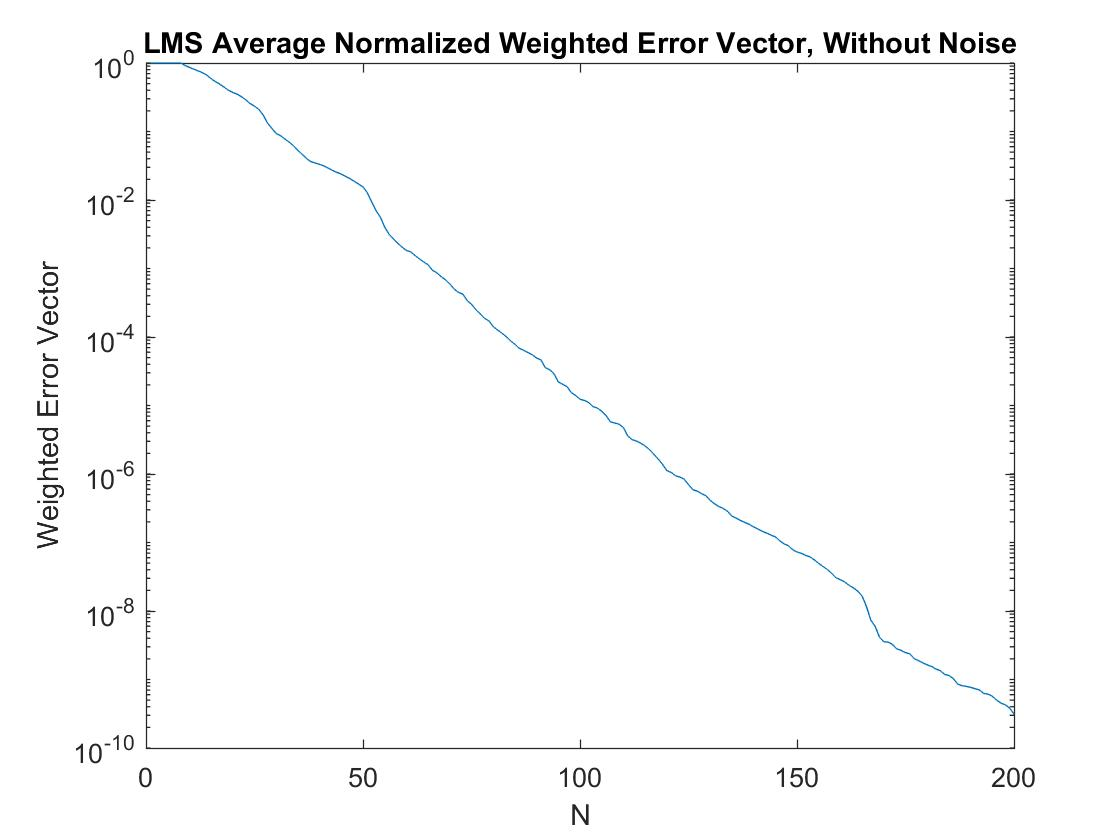 LMS Average Normalized Weighted Error Vector, Without Noise
Weighted Error Vector
10^0
10^-2
10^-4
10^-6
10^-8
10^-10
0 50 100 150 200
N